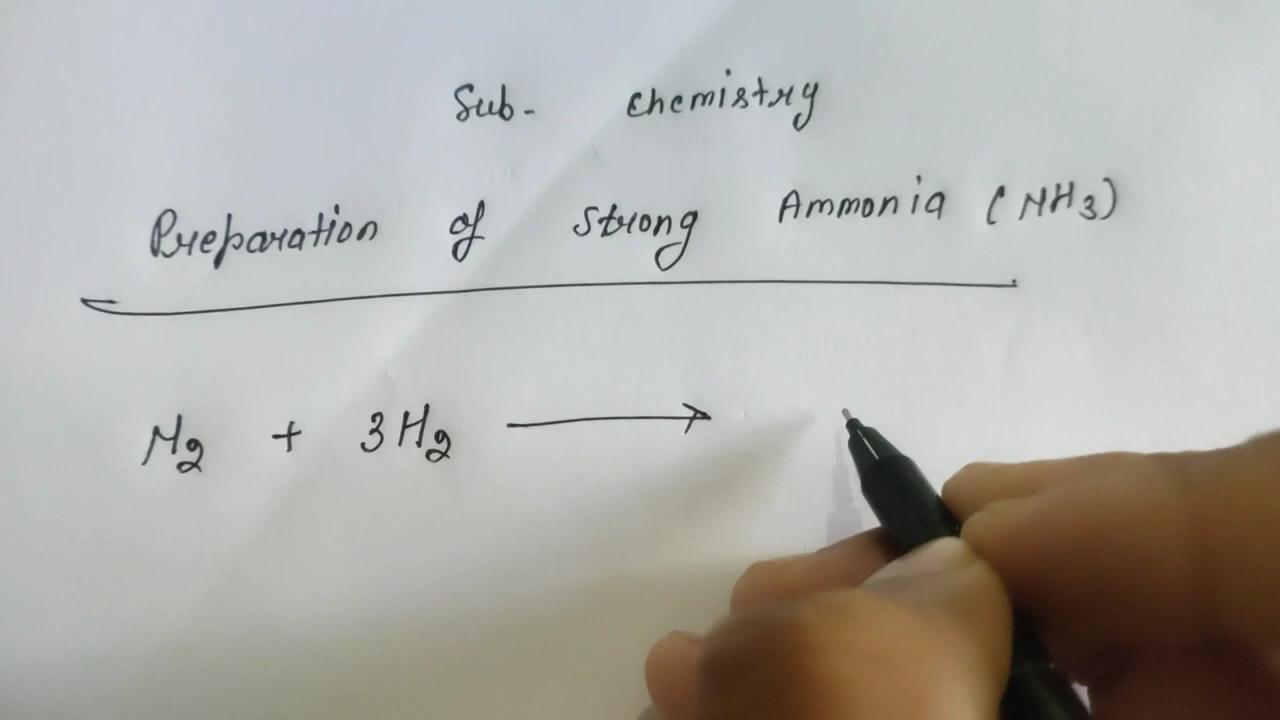 Sub- chemistry
Preparation of Strong Ammonia (NH3)
N2 + 3H2 ⟶